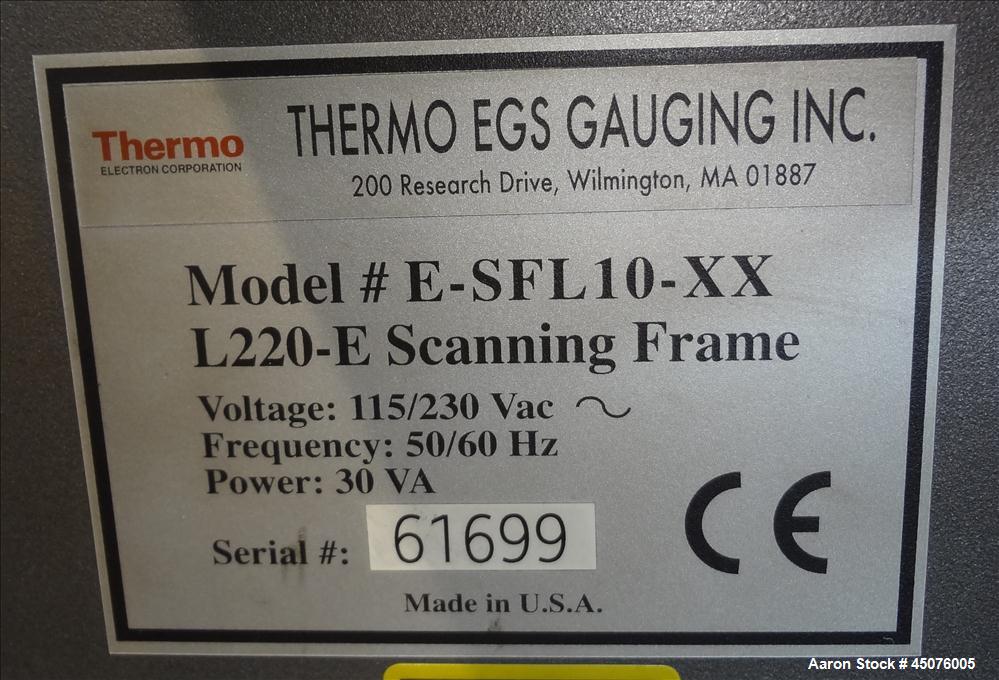 Thermo
ELECTRON CORPORATION
THERMO EGS GAUGING INC.
200 Research Drive, Wilmington, MA 01887
Model # E-SFL10-XX
L220-E Scanning Frame
Voltage: 115/230 Vac ~
Frequency: 50/60 Hz
Power: 30 VA
Serial #: 61699
CE
Made in U.S.A.
Aaron Stock # 45076005